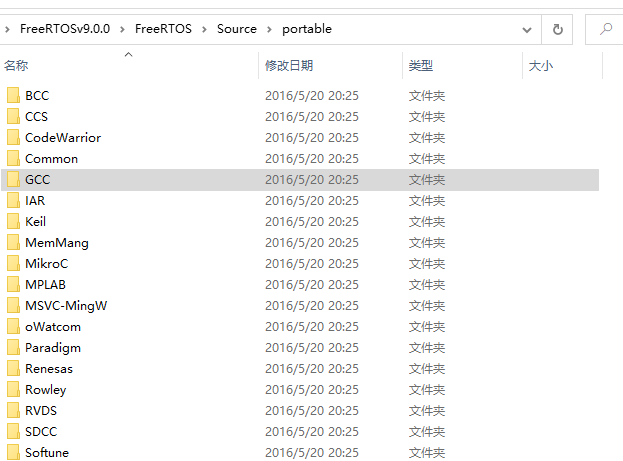 FreeRTOSv9.0.0 > FreeRTOS > Source > portable
名称 修改日期 类型 大小
BCC 2016/5/20 20:25 文件夹
CCS 2016/5/20 20:25 文件夹
CodeWarrior 2016/5/20 20:25 文件夹
Common 2016/5/20 20:25 文件夹
GCC 2016/5/20 20:25 文件夹
IAR 2016/5/20 20:25 文件夹
Keil 2016/5/20 20:25 文件夹
MemMang 2016/5/20 20:25 文件夹
MikroC 2016/5/20 20:25 文件夹
MPLAB 2016/5/20 20:25 文件夹
MSVC-MingW 2016/5/20 20:25 文件夹
oWatcom 2016/5/20 20:25 文件夹
Paradigm 2016/5/20 20:25 文件夹
Renesas 2016/5/20 20:25 文件夹
Rowley 2016/5/20 20:25 文件夹
RVDS 2016/5/20 20:25 文件夹
SDCC 2016/5/20 20:25 文件夹
Softune 2016/5/20 20:25 文件夹